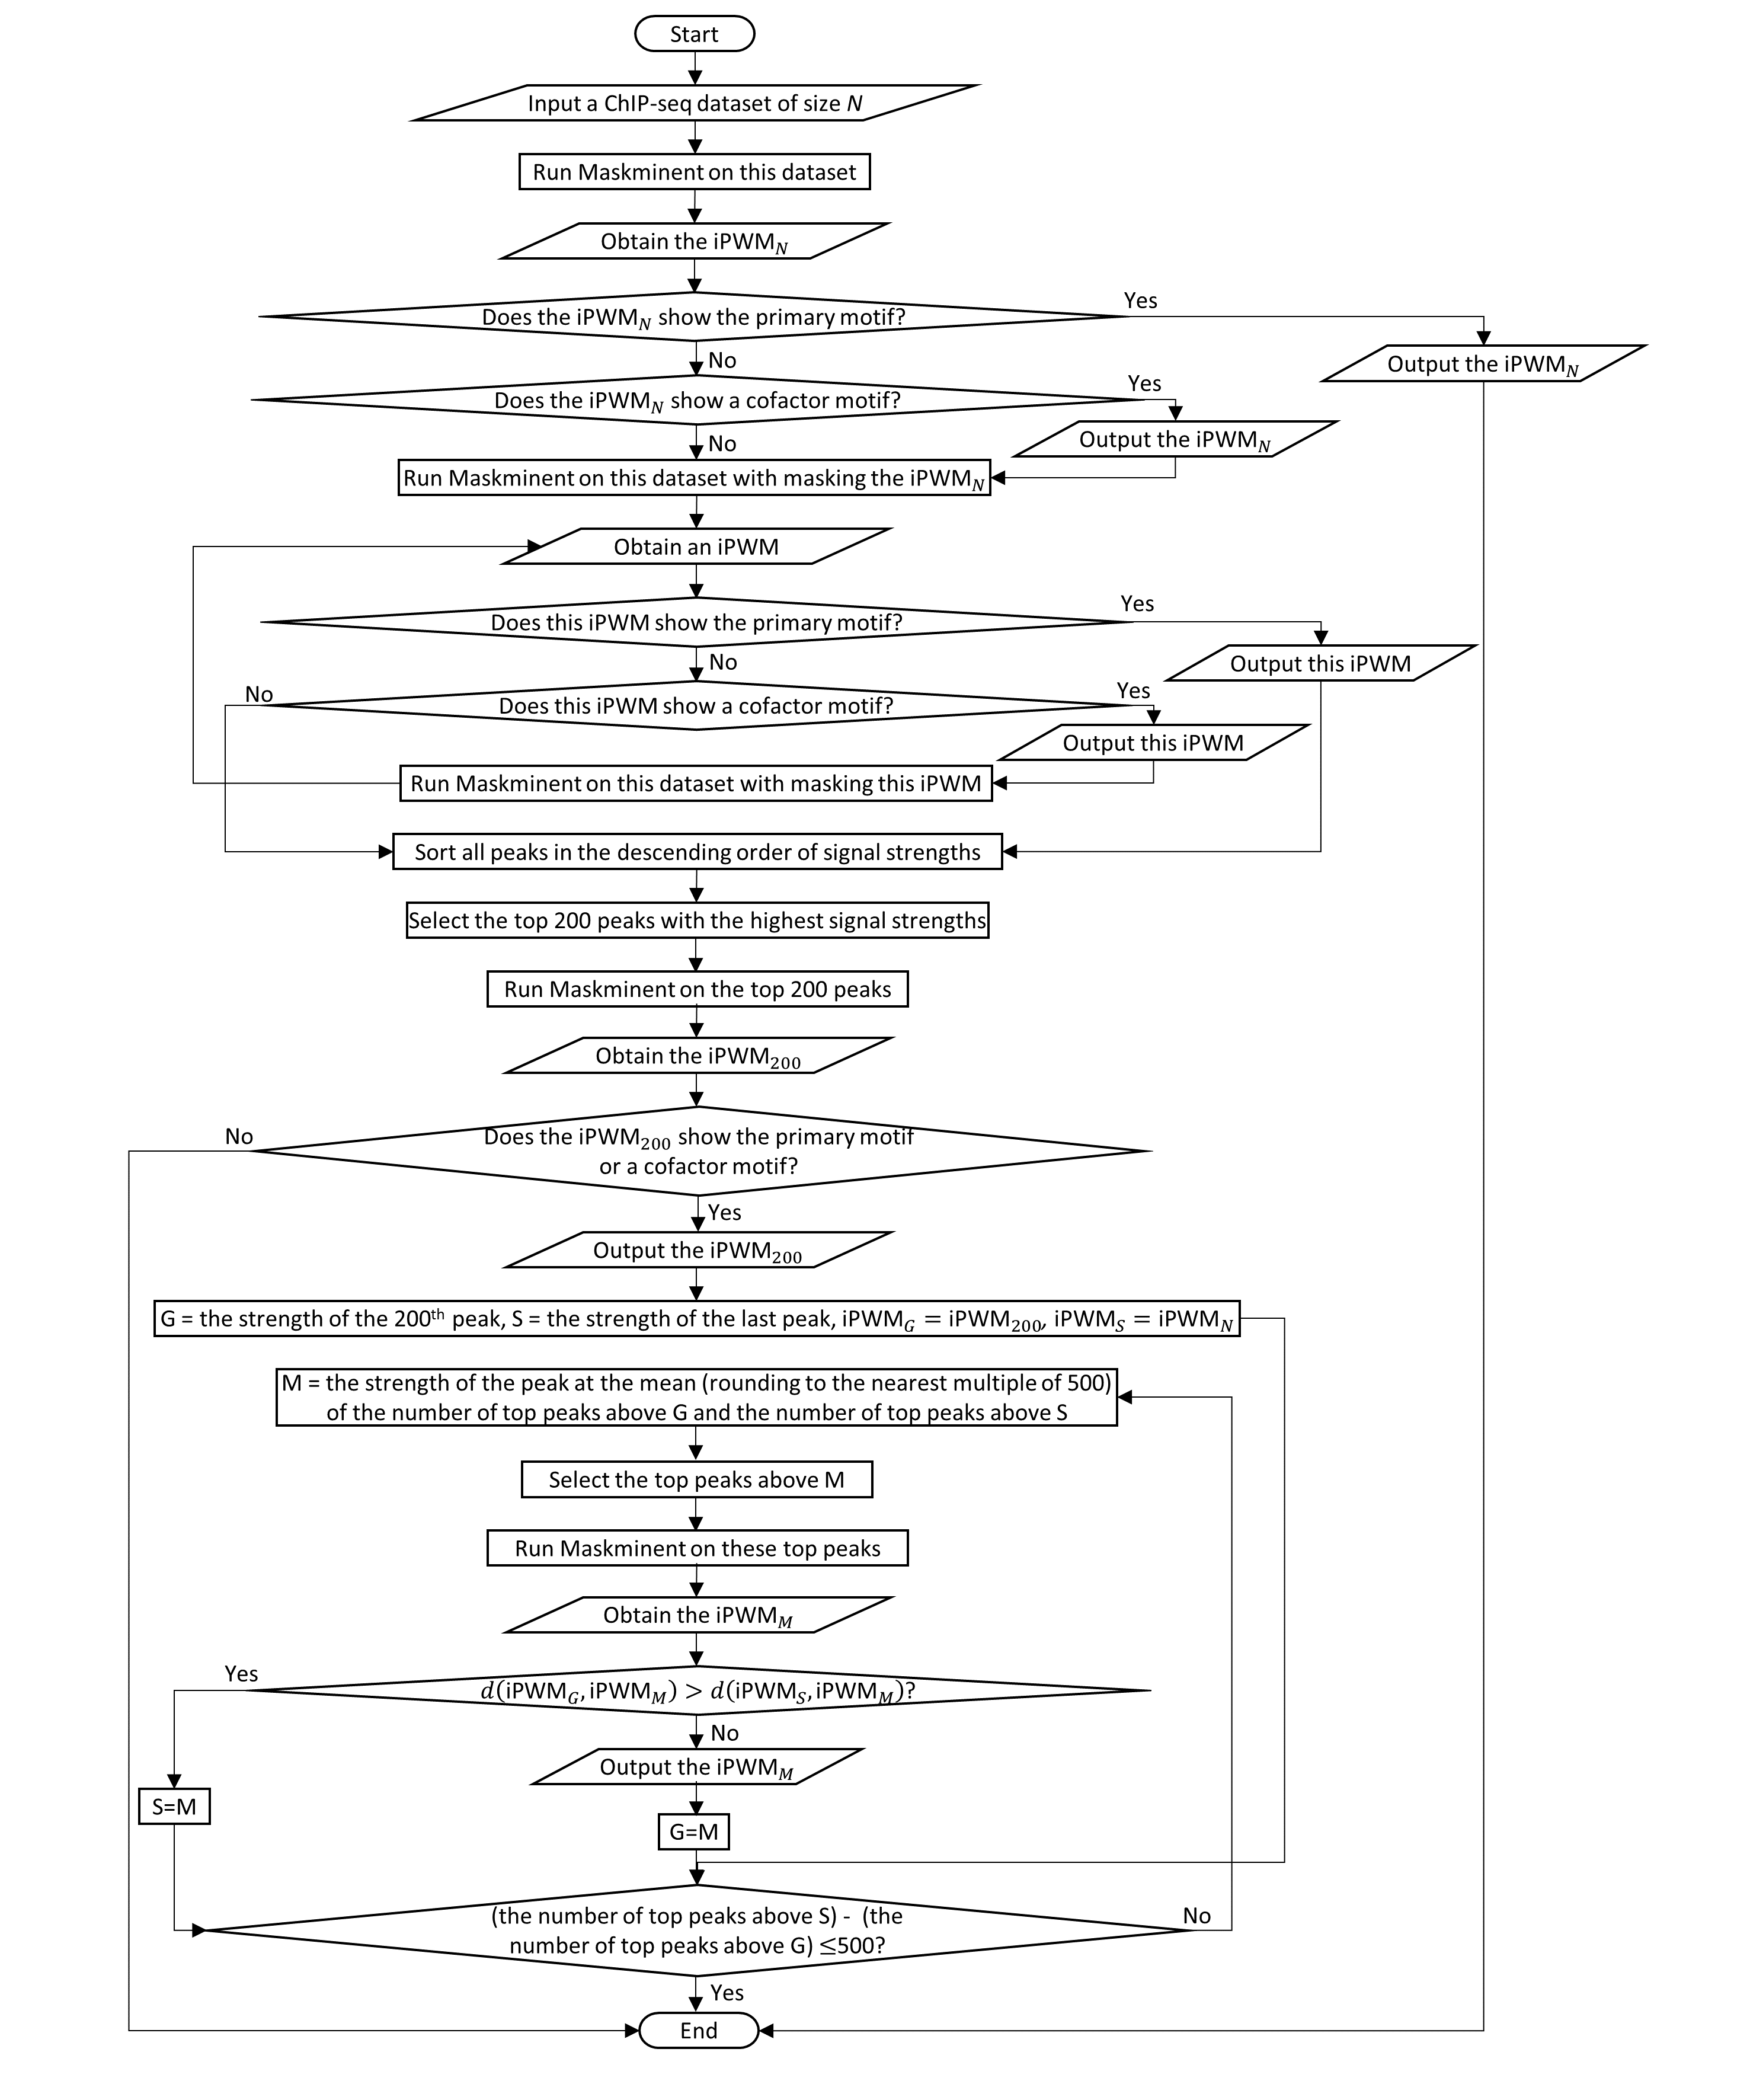 Start
Input a ChIP-seq dataset of size N
Run Maskminent on this dataset
Obtain the iPWM_N
Yes
Does the iPWM_N show the primary motif?
Output the iPWM_N
No
Yes
Does the iPWM_N show a cofactor motif?
Output the iPWM_N
No
Run Maskminent on this dataset with masking the iPWM_N
Obtain an iPWM
Yes
Does this iPWM show the primary motif?
Output this iPWM
No
No
Yes
Does this iPWM show a cofactor motif?
Output this iPWM
Run Maskminent on this dataset with masking this iPWM
Sort all peaks in the descending order of signal strengths
Select the top 200 peaks with the highest signal strengths
Run Maskminent on the top 200 peaks
Obtain the iPWM_200
No
Does the iPWM_200 show the primary motif
or a cofactor motif?
Yes
Output the iPWM_200
G = the strength of the 200th peak, S = the strength of the last peak, iPWM_G = iPWM_200, iPWM_S = iPWM_N
M = the strength of the peak at the mean (rounding to the nearest multiple of 500)
of the number of top peaks above G and the number of top peaks above S
Select the top peaks above M
Run Maskminent on these top peaks
Obtain the iPWM_M
Yes
d(iPWM_G, iPWM_M) > d(iPWM_S, iPWM_M)?
No
Output the iPWM_M
S=M
G=M
(the number of top peaks above S) - (the
number of top peaks above G) ≤500?
No
Yes
End